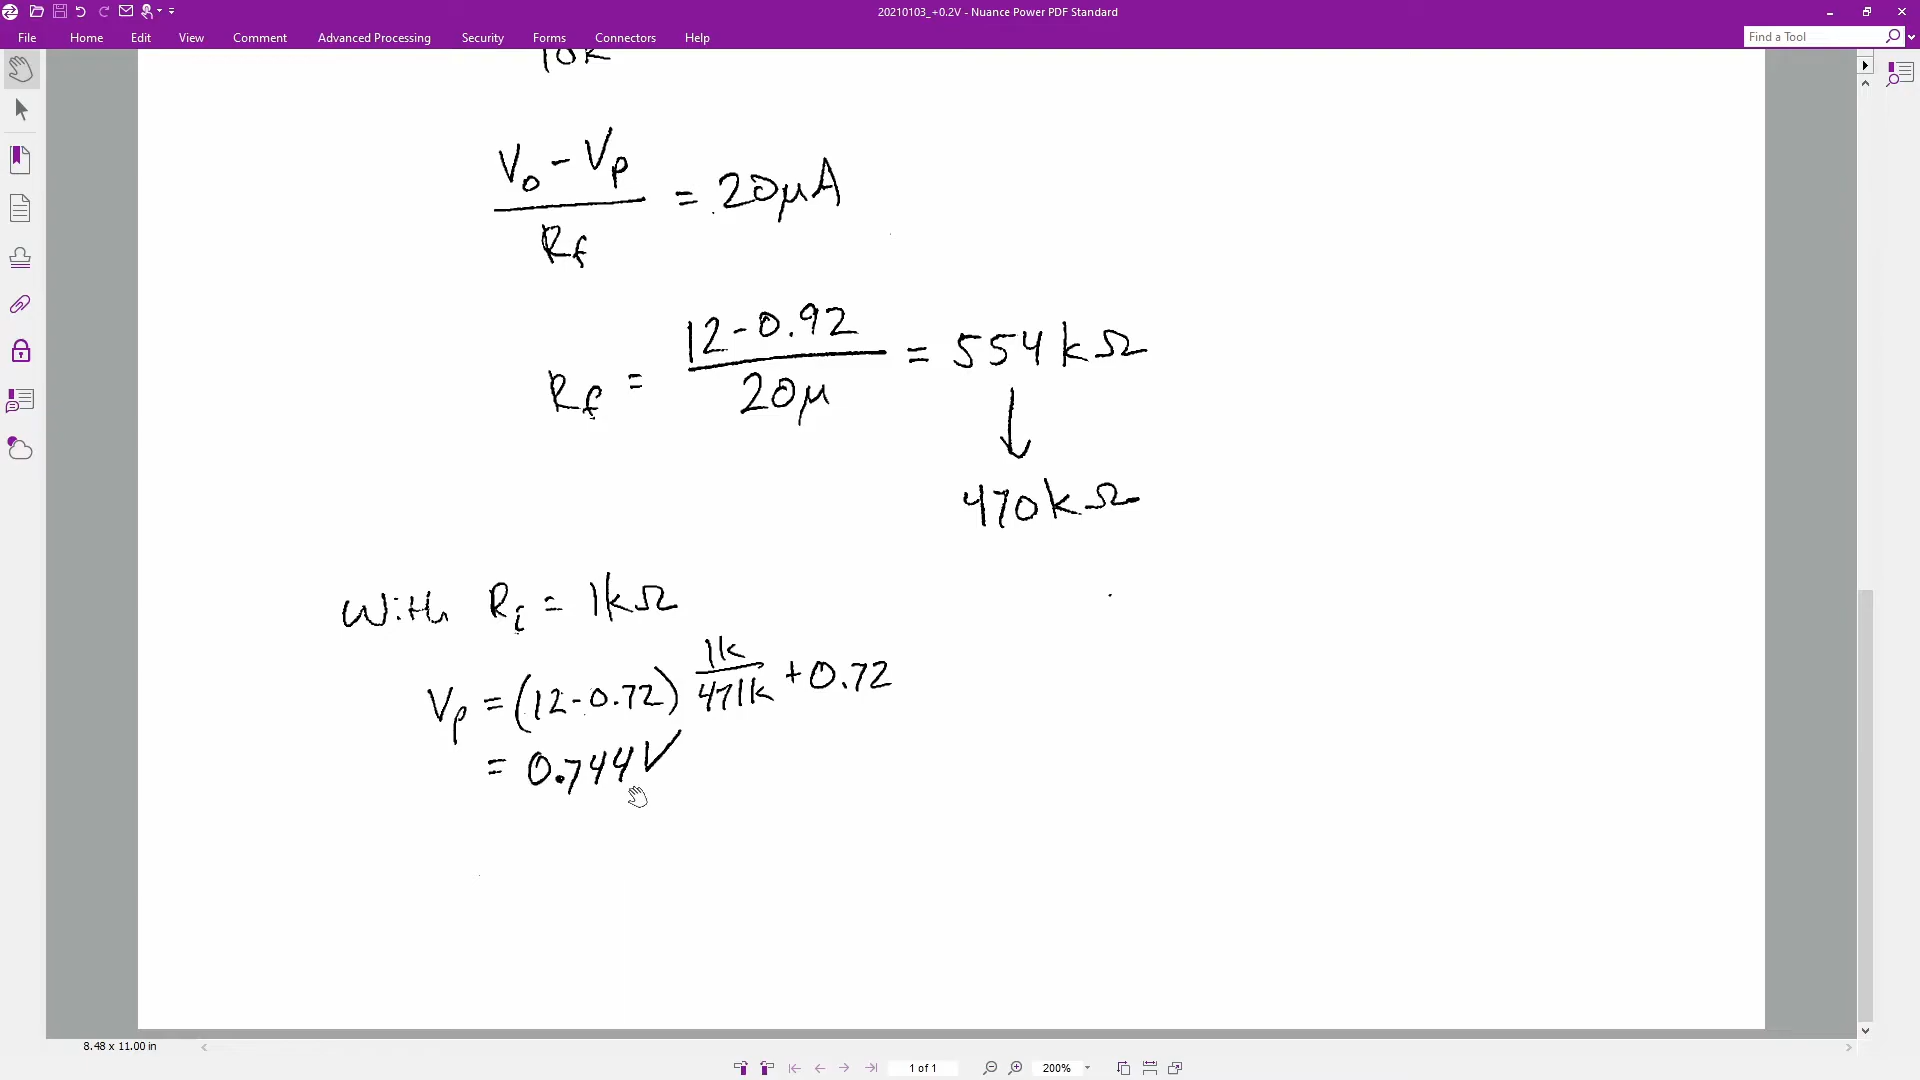 20210103_+0.2V - Nuance Power PDF Standard
File Home Edit View Comment Advanced Processing Security Forms Connectors Help
Find a Tool
10k
Vo - Vp
= 20μA
Rf
12 - 0.92
Rf = = 554kΩ
20μ
↓
470kΩ
With Ri = 1kΩ
1k
Vp = (12-0.72) + 0.72
471k
= 0.744V
8.48 x 11.00 in
1 of 1
200%